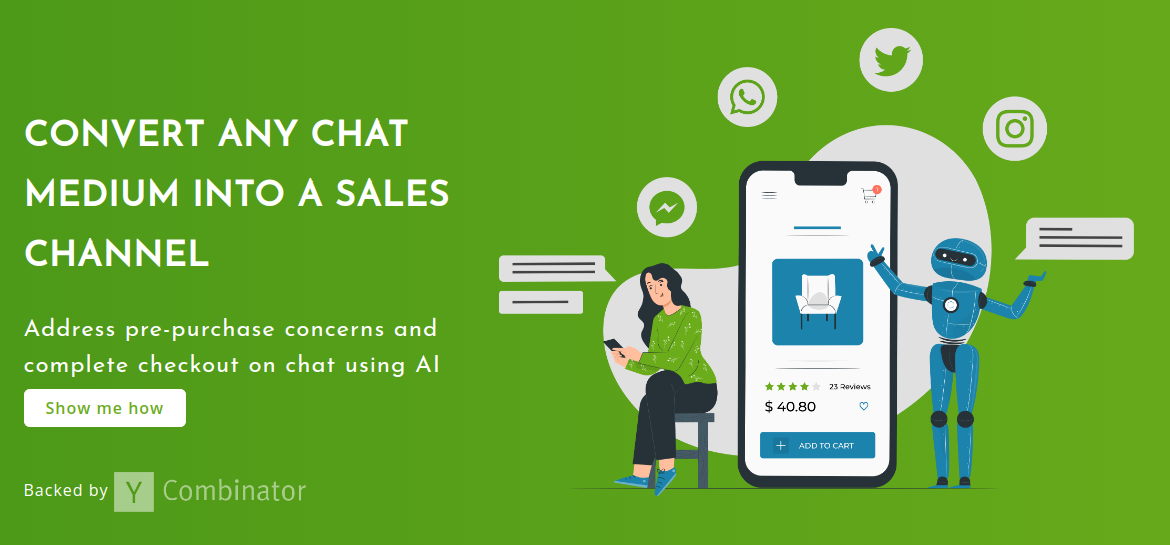 CONVERT ANY CHAT
MEDIUM INTO A SALES
CHANNEL
Address pre-purchase concerns and
complete checkout on chat using AI
Show me how
Backed by Y Combinator
23 Reviews
$ 40.80
ADD TO CART